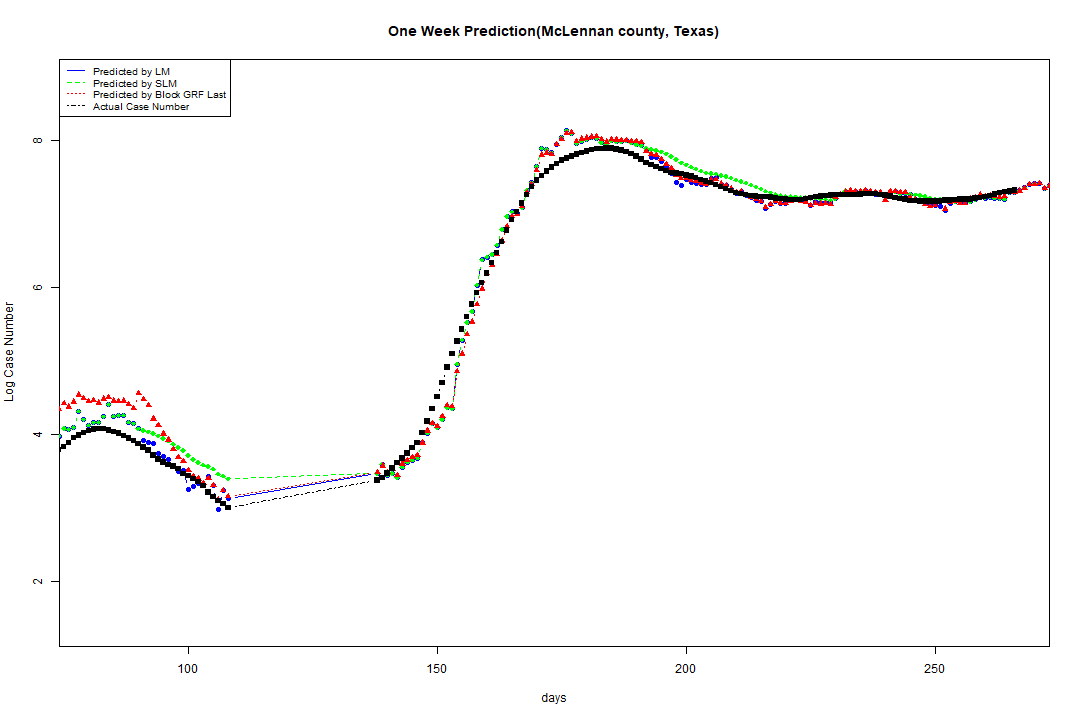 One Week Prediction(McLennan county, Texas)
Predicted by LM
Predicted by SLM
Predicted by Block GRF Last
Actual Case Number
8
6
4
2
Log Case Number
100 150 200 250
days